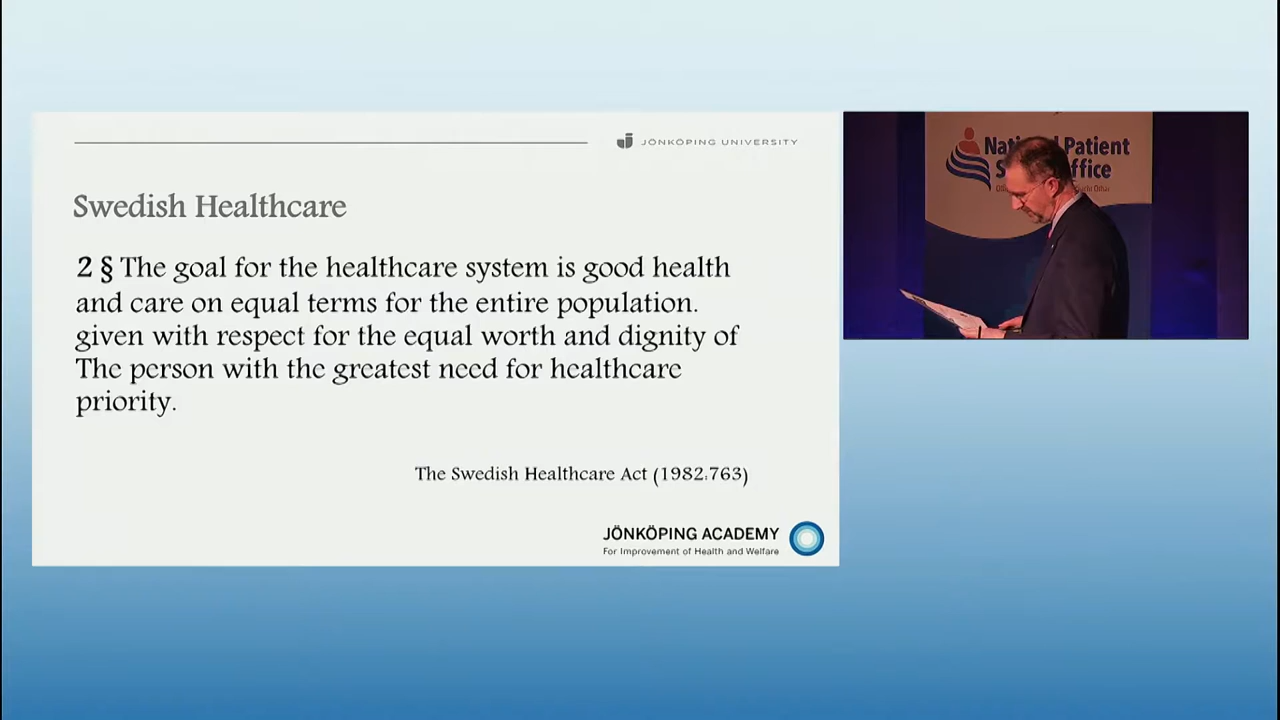 JÖNKÖPING UNIVERSITY
Swedish Healthcare
2 § The goal for the healthcare system is good health
and care on equal terms for the entire population.
given with respect for the equal worth and dignity of
The person with the greatest need for healthcare
priority.
The Swedish Healthcare Act (1982:763)
JÖNKÖPING ACADEMY
For Improvement of Health and Welfare
Patient